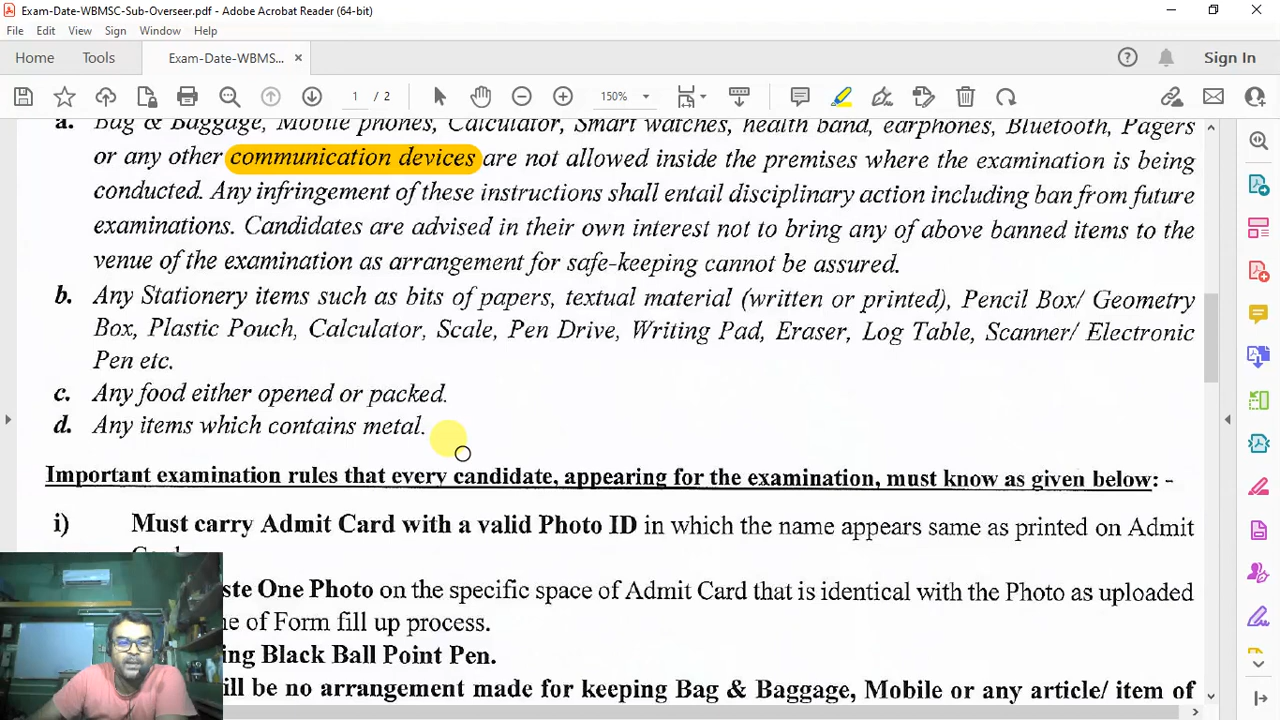 Exam-Date-WBMSC-Sub-Overseer.pdf - Adobe Acrobat Reader (64-bit)
File Edit View Sign Window Help
Home Tools Exam-Date-WBMS... × Sign In
1 / 2 150%
a. Bag & Baggage, Mobile phones, Calculator, Smart watches, health band, earphones, Bluetooth, Pagers
or any other communication devices are not allowed inside the premises where the examination is being
conducted. Any infringement of these instructions shall entail disciplinary action including ban from future
examinations. Candidates are advised in their own interest not to bring any of above banned items to the
venue of the examination as arrangement for safe-keeping cannot be assured.
b. Any Stationery items such as bits of papers, textual material (written or printed), Pencil Box/ Geometry
Box, Plastic Pouch, Calculator, Scale, Pen Drive, Writing Pad, Eraser, Log Table, Scanner/ Electronic
Pen etc.
c. Any food either opened or packed.
d. Any items which contains metal.
Important examination rules that every candidate, appearing for the examination, must know as given below: -
i) Must carry Admit Card with a valid Photo ID in which the name appears same as printed on Admit
ste One Photo on the specific space of Admit Card that is identical with the Photo as uploaded
ne of Form fill up process.
ing Black Ball Point Pen.
ill be no arrangement made for keeping Bag & Baggage, Mobile or any article/ item of